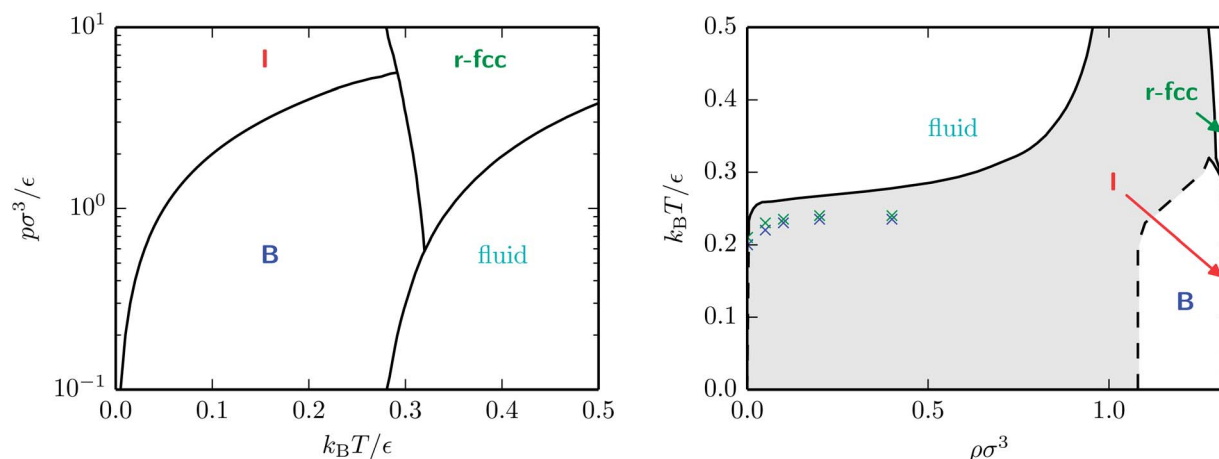 10¹
I
r-fcc
pσ³/ϵ
10⁰
B
fluid
10⁻¹
0.0 0.1 0.2 0.3 0.4 0.5
k_BT/ϵ
0.5
r-fcc
0.4
fluid
k_BT/ϵ
0.3
I
0.2
B
0.1
0.0
0.0 0.5 1.0
ρσ³